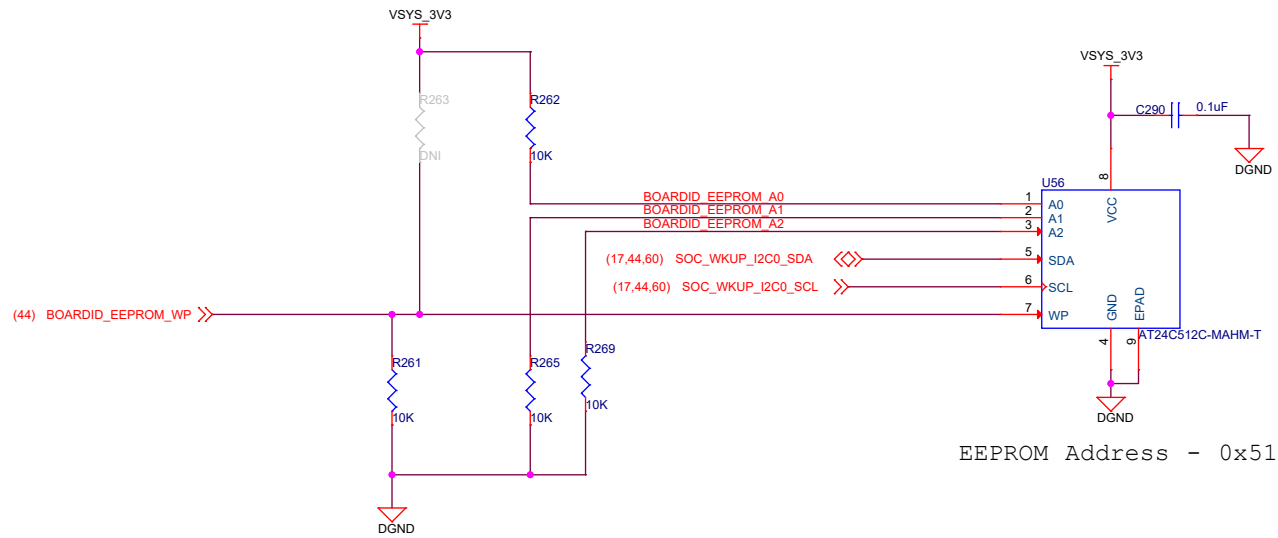 VSYS_3V3
VSYS_3V3
R263
R262
C290
0.1uF
DNI
10K
DGND
U56
8
VCC
BOARDID_EEPROM_A0
1
A0
BOARDID_EEPROM_A1
2
A1
BOARDID_EEPROM_A2
3
A2
(17,44,60) SOC_WKUP_I2C0_SDA
5
SDA
(17,44,60) SOC_WKUP_I2C0_SCL
6
SCL
(44) BOARDID_EEPROM_WP
7
WP
GND
EPAD
4
9
AT24C512C-MAHM-T
R261
R265
R269
10K
10K
10K
DGND
EEPROM Address - 0x51
DGND